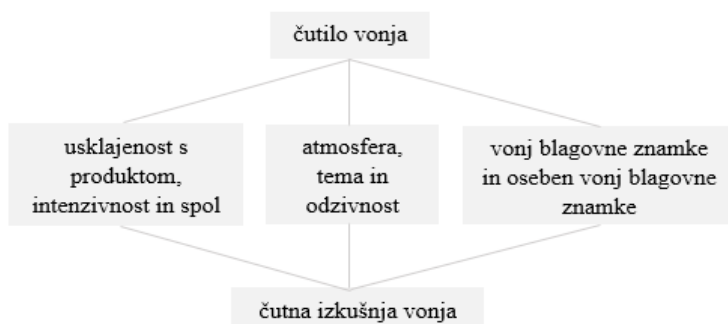 čutilo vonja
usklajenost s
produktom,
intenzivnost in spol
atmosfera,
tema in
odzivnost
vonj blagovne znamke
in oseben vonj blagovne
znamke
čutna izkušnja vonja